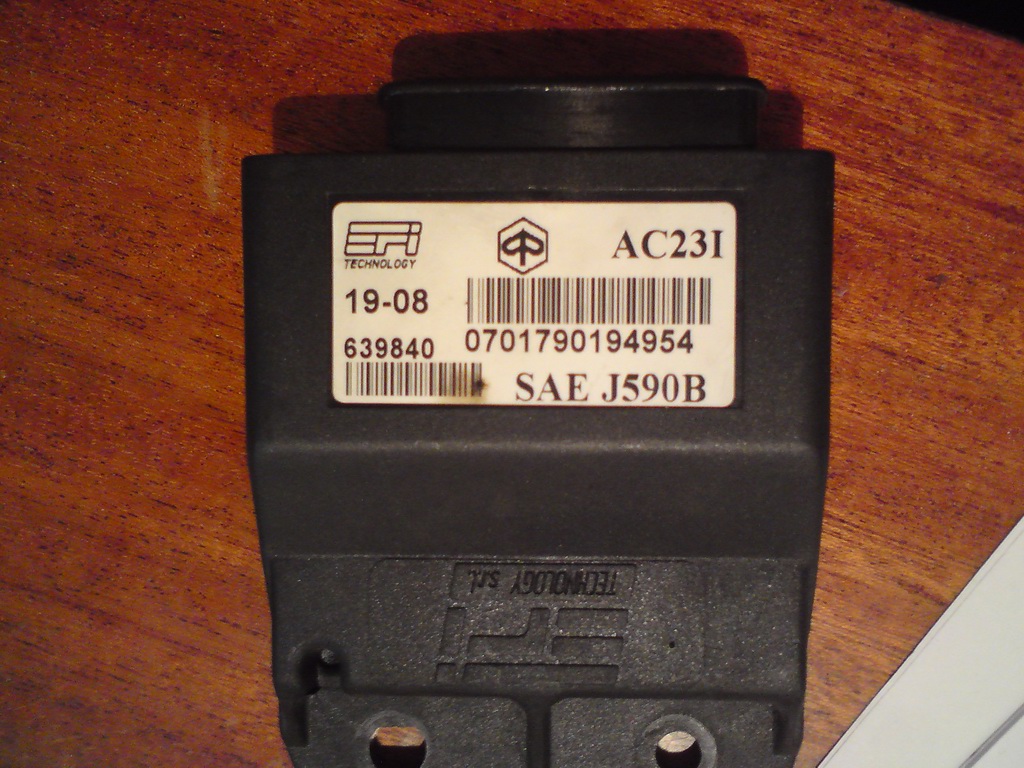 EFI
TECHNOLOGY
AC23I
19-08
0701790194954
639840
SAE J590B
EFI
TECHNOLOGY s.r.l.